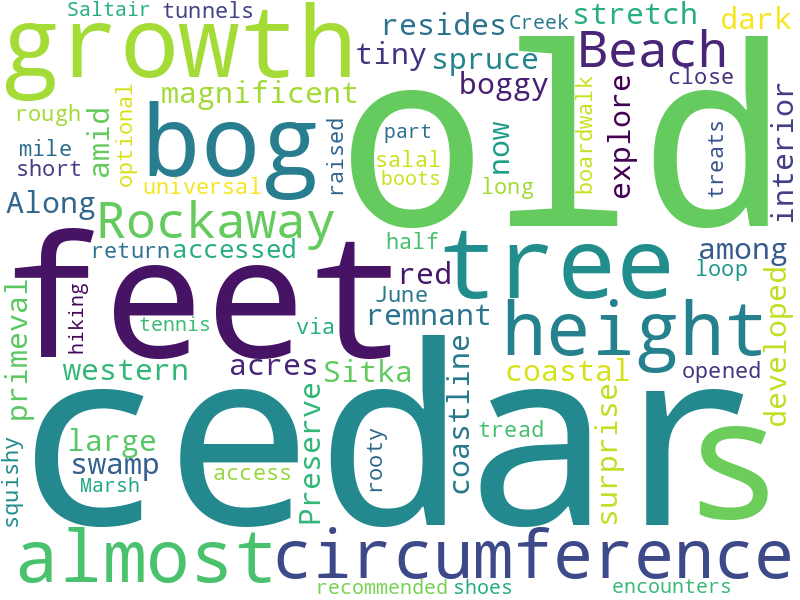 Saltair tunnels
growth
resides Creek stretch dark
tiny spruce Beach
old
magnificent boggy close
rough optional amid
bog
raised part
salal
boots
now
long
boardwalk explore treats interior
mile
short
universal
Along
Rockaway
return accessed
half
tree
among
loop
feet
red
June
remnant
height
developed
primeval hiking
tennis via
western acres Sitka
coastline coastal opened
cedar
s
large
swamp
Marsh
squishy
access Preserve rooty
tread
surprise
almost circumference
recommended shoes encounters